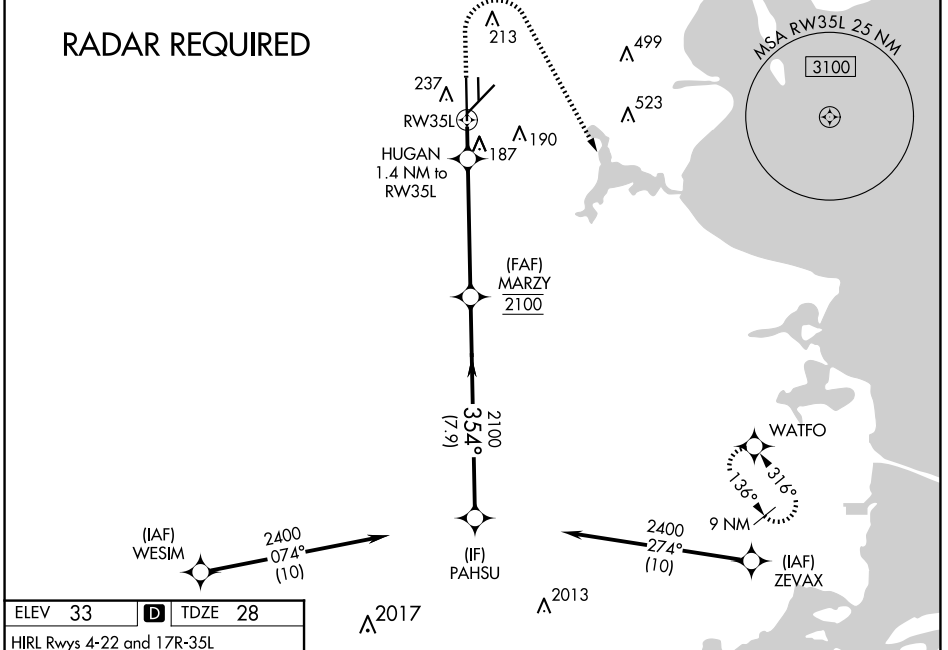 RADAR REQUIRED
213
499
MSA RW35L 25 NM
3100
237
RW35L
523
190
187
HUGAN
1.4 NM to
RW35L
(FAF)
MARZY
2100
2100
354°
(7.9)
WATFO
316°
136°
9 NM
(IAF)
WESIM
2400
074°
(10)
(IF)
PAHSU
2400
274°
(10)
(IAF)
ZEVAX
2017
2013
ELEV 33 D TDZE 28
HIRL Rwys 4-22 and 17R-35L